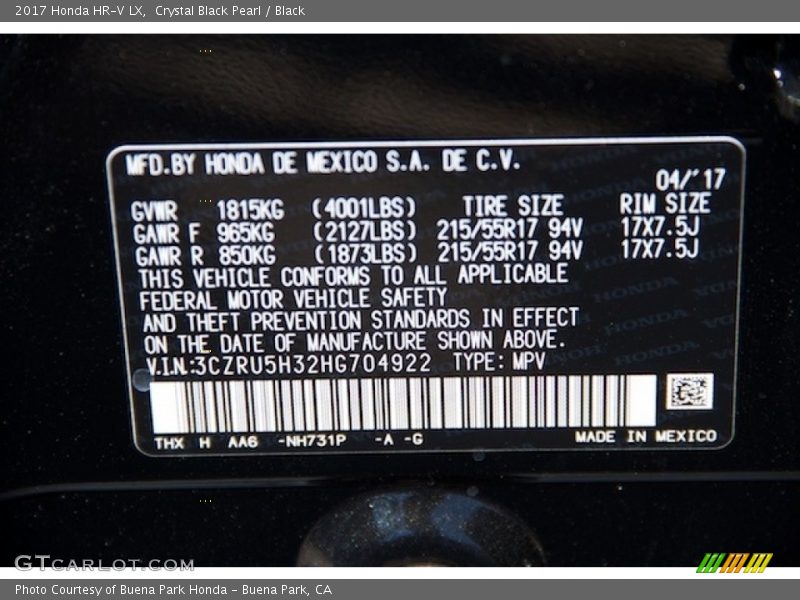 2017 Honda HR-V LX, Crystal Black Pearl / Black
MFD.BY HONDA DE MEXICO S.A. DE C.V.
04/'17
GVWR 1815KG (4001LBS) TIRE SIZE RIM SIZE
GAWR F 965KG (2127LBS) 215/55R17 94V 17X7.5J
GAWR R 850KG (1873LBS) 215/55R17 94V 17X7.5J
THIS VEHICLE CONFORMS TO ALL APPLICABLE
FEDERAL MOTOR VEHICLE SAFETY
AND THEFT PREVENTION STANDARDS IN EFFECT
ON THE DATE OF MANUFACTURE SHOWN ABOVE.
V.I.N.:3CZRU5H32HG704922 TYPE: MPV
THX H AA6 -NH731P -A -G MADE IN MEXICO
GTCARLOT.COM
Photo Courtesy of Buena Park Honda - Buena Park, CA